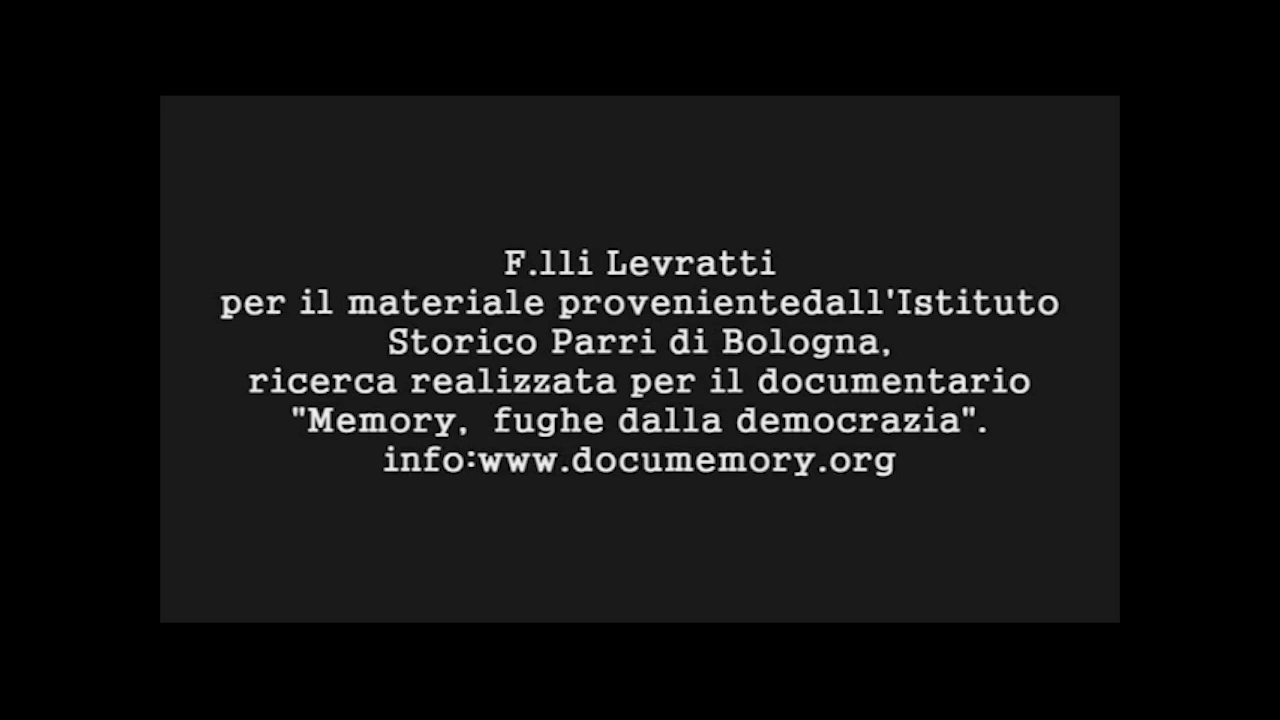 F.lli Levratti
per il materiale provenientedall'Istituto
Storico Parri di Bologna,
ricerca realizzata per il documentario
"Memory, fughe dalla democrazia".
info:www.documemory.org